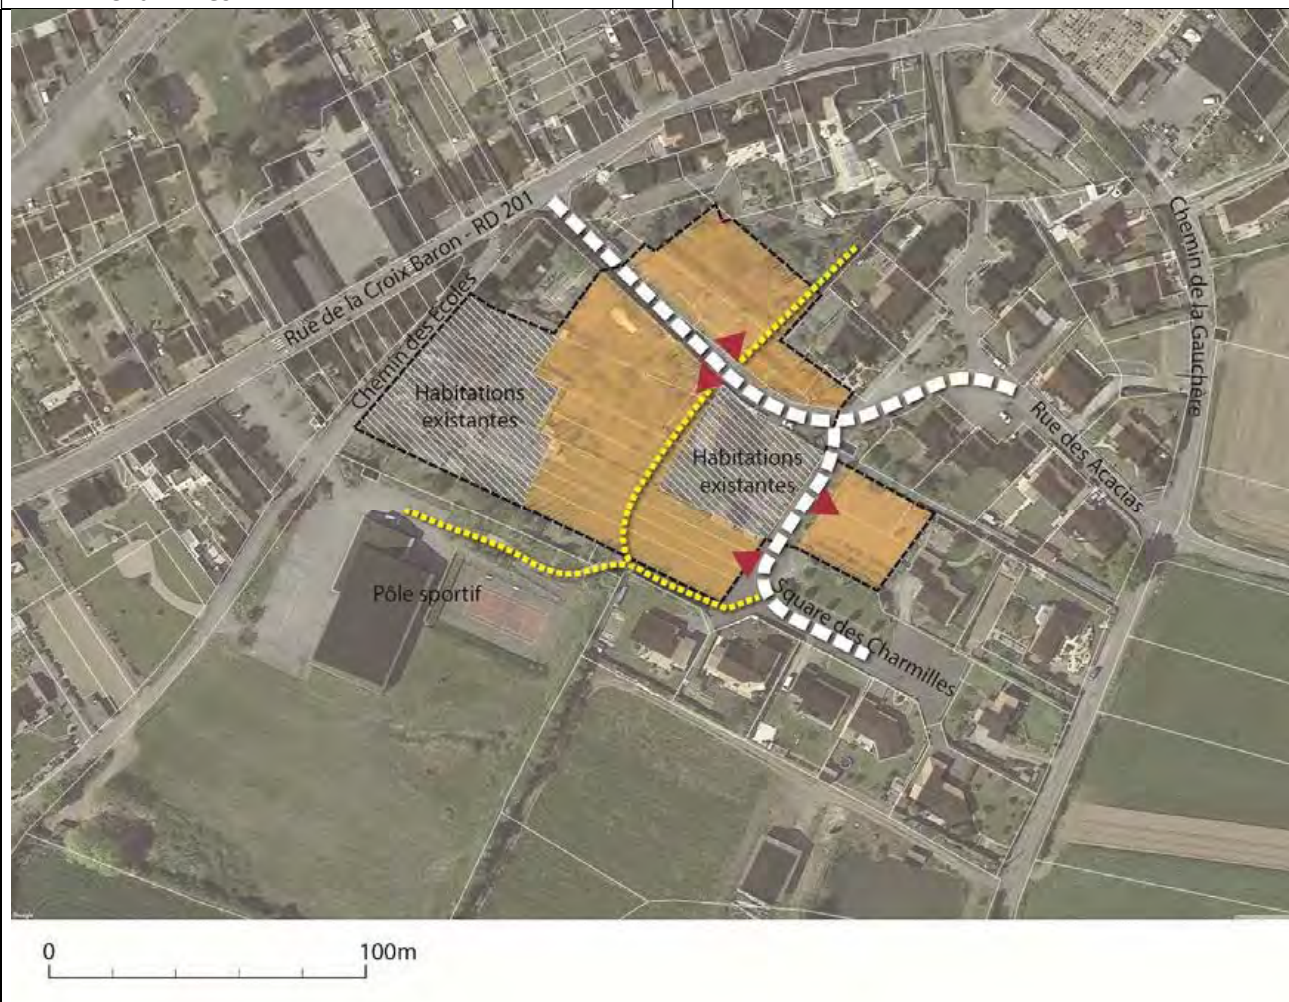 Rue de la Croix Baron - RD 201
Chemin des Ecoles
Chemin de la Gauchère
Habitations
existantes
Habitations
existantes
Rue des Acacias
Pôle sportif
Square des Charmilles
Google
0
100m